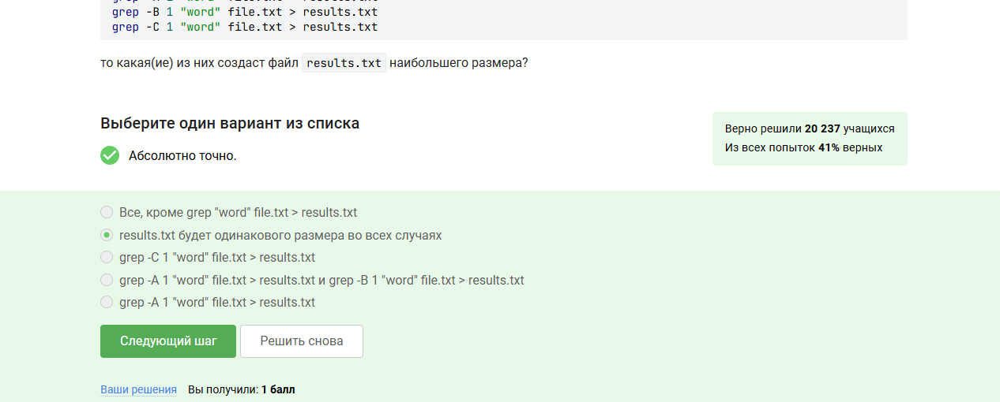 grep -B 1 "word" file.txt > results.txt
grep -C 1 "word" file.txt > results.txt
то какая(ие) из них создаст файл results.txt наибольшего размера?
Выберите один вариант из списка
Абсолютно точно.
Верно решили 20 237 учащихся
Из всех попыток 41% верных
Все, кроме grep "word" file.txt > results.txt
results.txt будет одинакового размера во всех случаях
grep -C 1 "word" file.txt > results.txt
grep -A 1 "word" file.txt > results.txt и grep -B 1 "word" file.txt > results.txt
grep -A 1 "word" file.txt > results.txt
Следующий шаг
Решить снова
Ваши решения Вы получили: 1 балл